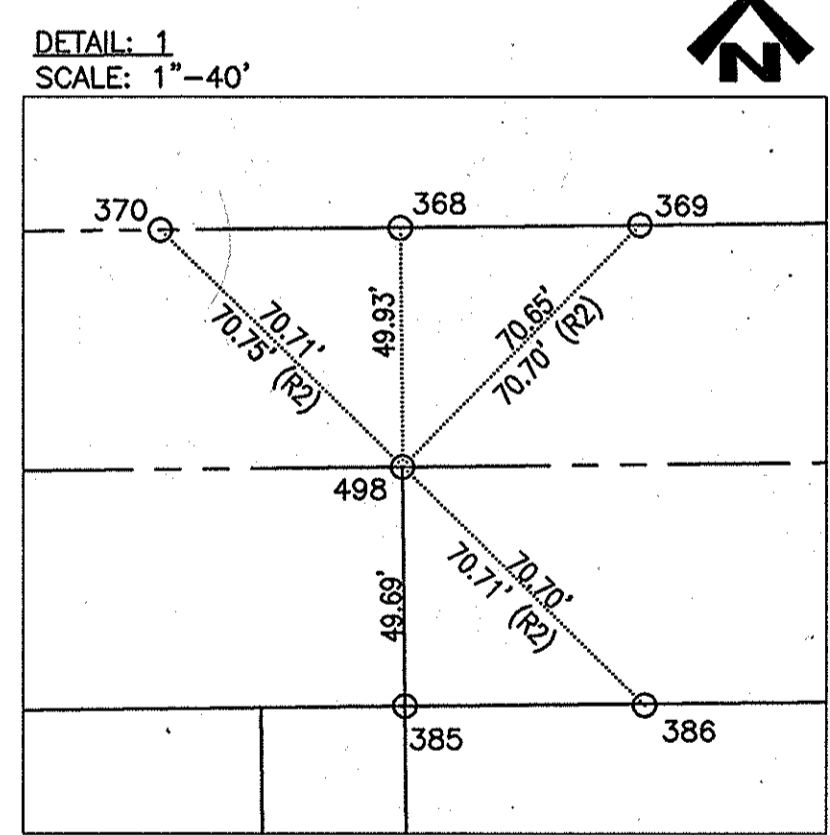 DETAIL: 1
SCALE: 1"-40'
N
370
368
369
70.71'
70.75' (R2)
49.93'
70.65'
70.70' (R2)
498
49.69'
70.70'
70.71' (R2)
385
386